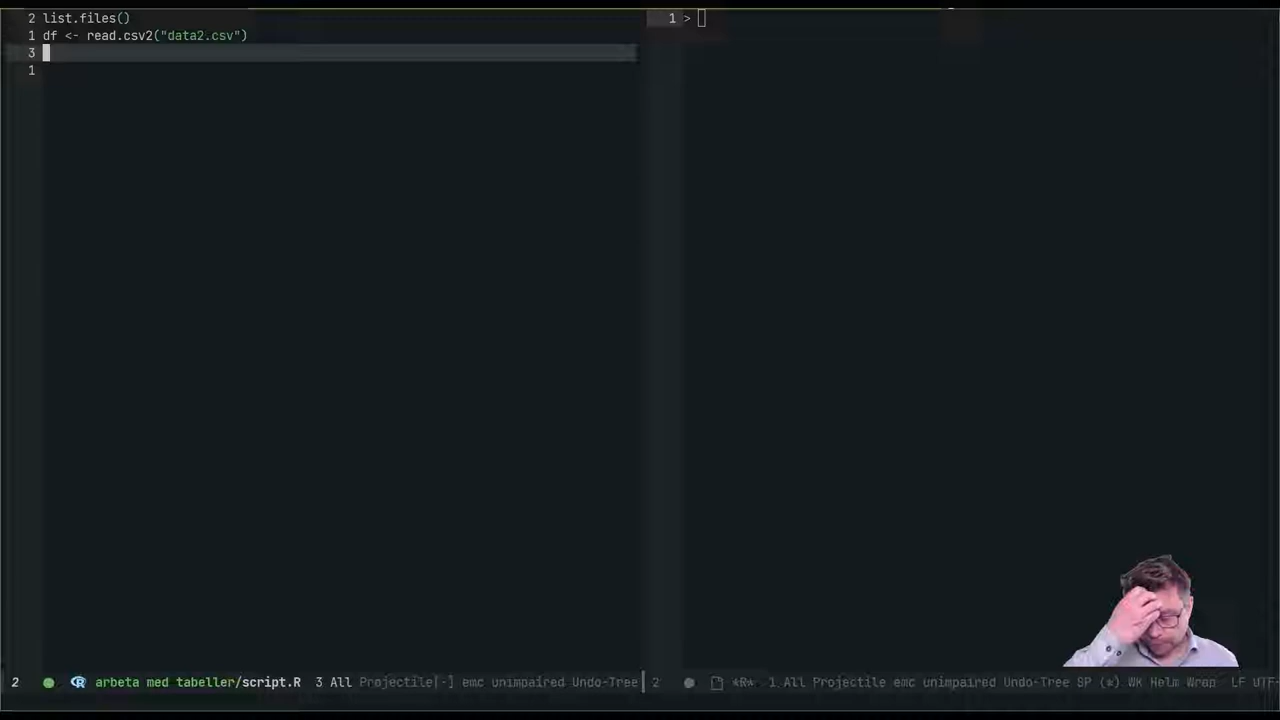 2 list.files()
1 df <- read.csv2("data2.csv")
3
1
1 >
2 arbeta med tabeller/script.R 3 All Projectile[-] emc unimpaired Undo-Tree
2 *R* 1 All Projectile emc unimpaired Undo-Tree SP (*) WK Helm Wrap LF UTF-